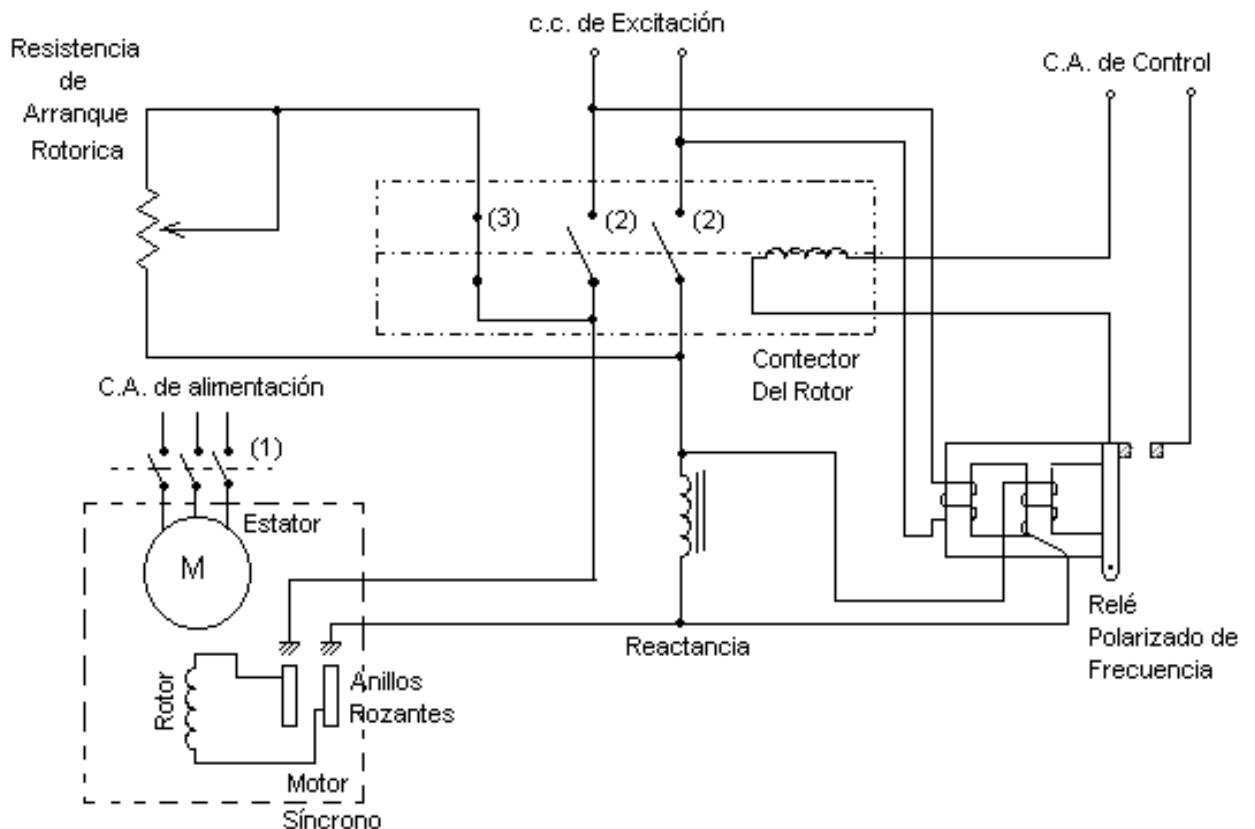 c.c. de Excitación
Resistencia
de
Arranque
Rotorica
C.A. de Control
(3)
(2)
(2)
Contector
Del Rotor
C.A. de alimentación
(1)
Estator
M
Rotor
Anillos
Rozantes
Motor
Síncrono
Reactancia
Relé
Polarizado de
Frecuencia